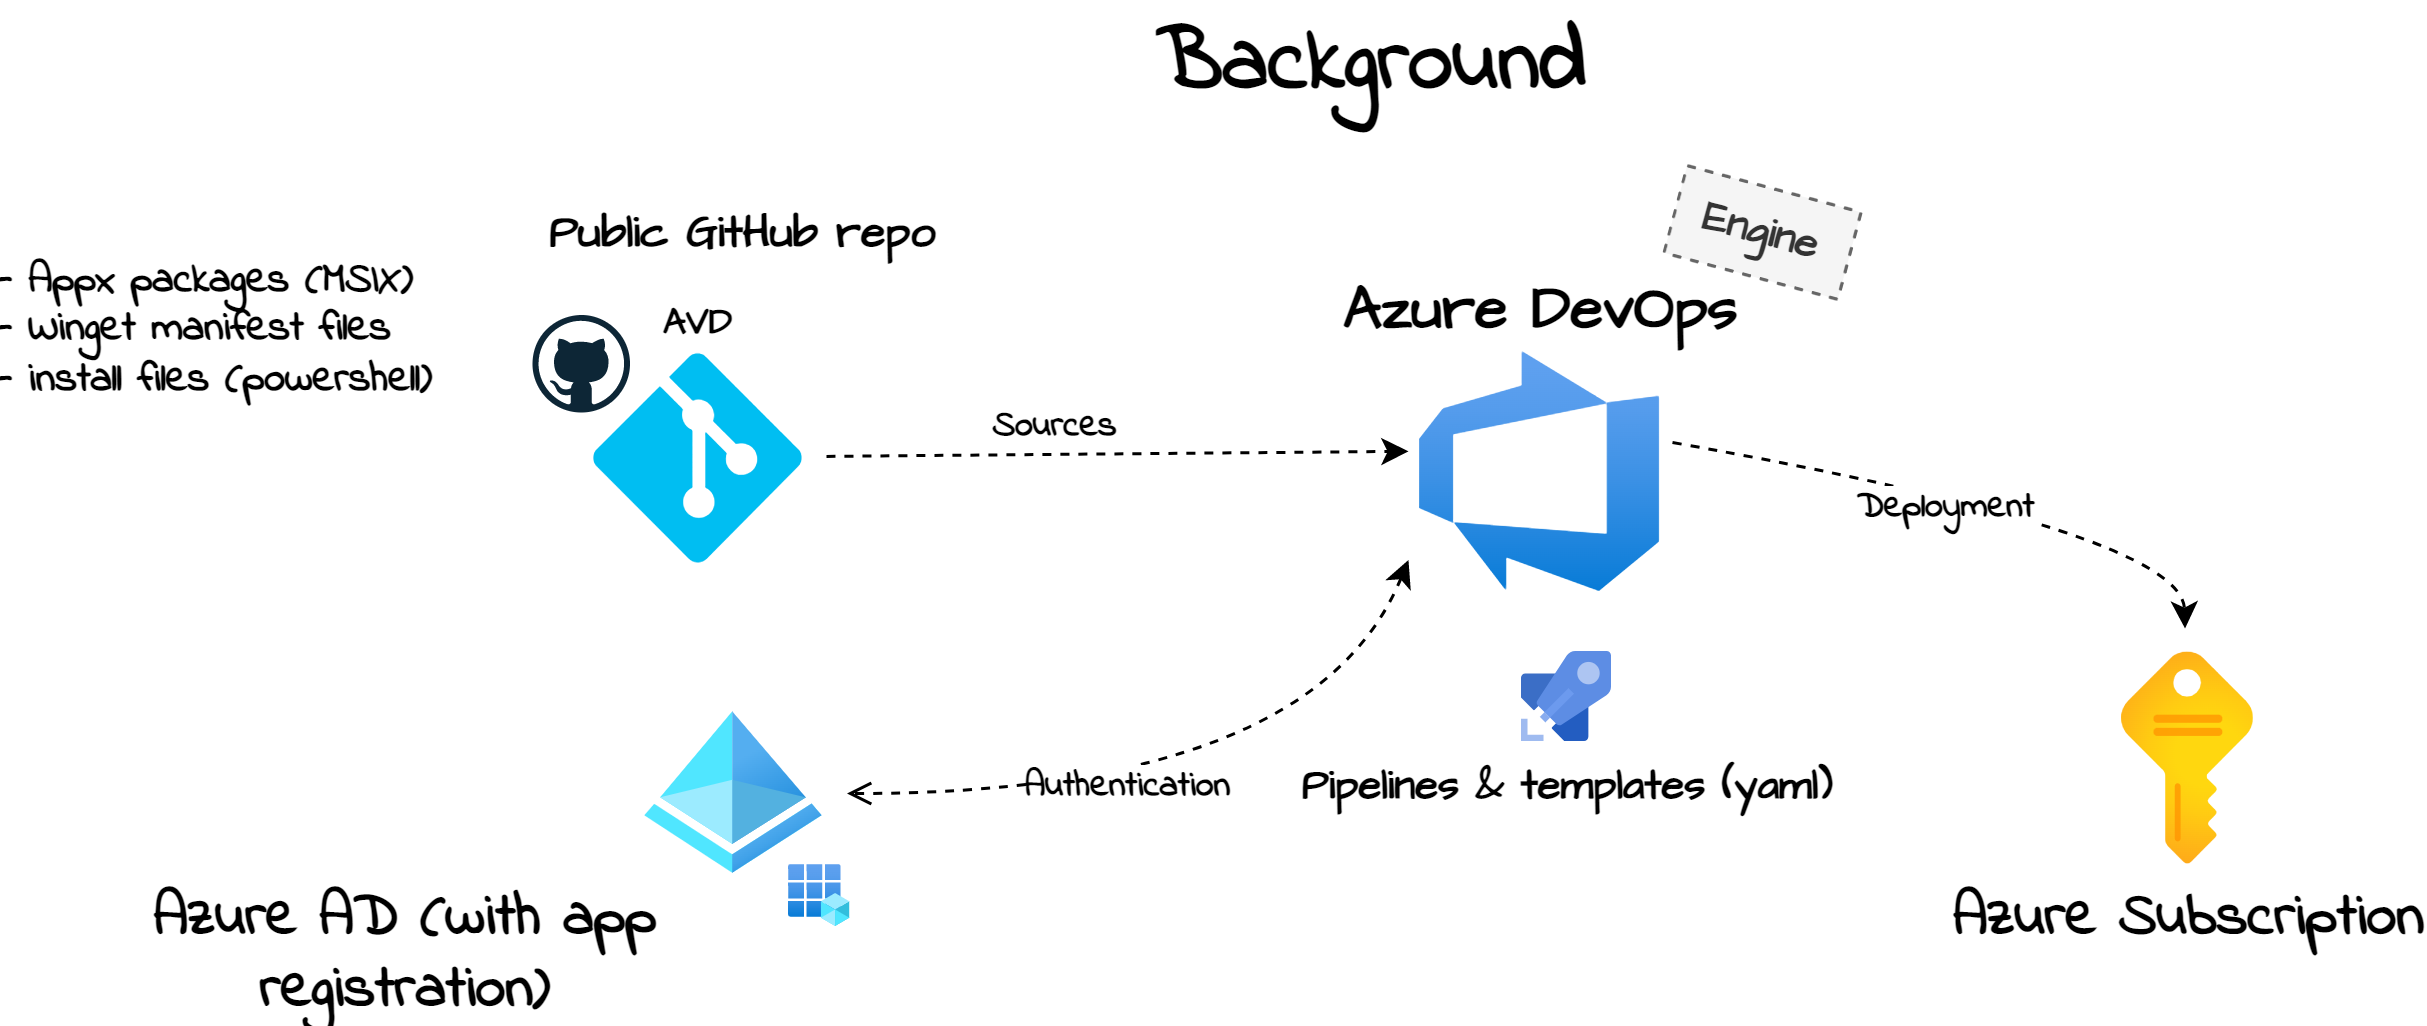 Background
Engine
Public GitHub repo
- Appx packages (MSIX)
- winget manifest files
- install files (powershell)
AVD
Azure DevOps
Sources
Deployment
Authentication
Pipelines & templates (yaml)
Azure AD (with app
registration)
Azure Subscription